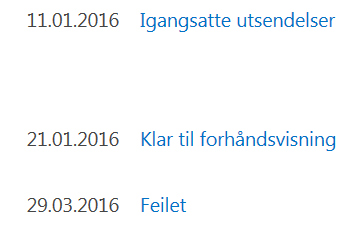 11.01.2016 Igangsatte utsendelser
21.01.2016 Klar til forhåndsvisning
29.03.2016 Feilet